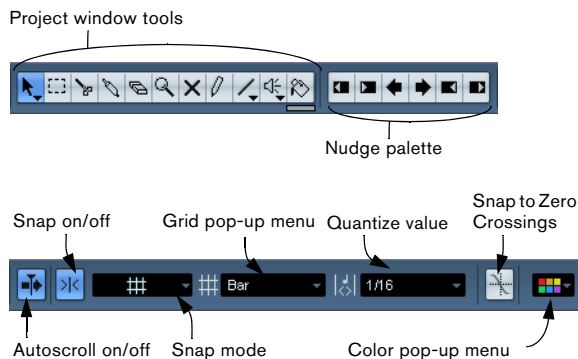 Project window tools
Nudge palette
Snap to Zero
Crossings
Snap on/off
Grid pop-up menu
Quantize value
Bar
1/16
Autoscroll on/off
Snap mode
Color pop-up menu